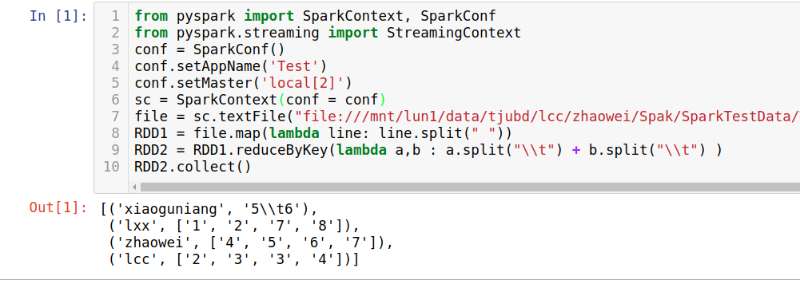 In [1]:
1 from pyspark import SparkContext, SparkConf
2 from pyspark.streaming import StreamingContext
3 conf = SparkConf()
4 conf.setAppName('Test')
5 conf.setMaster('local[2]')
6 sc = SparkContext(conf = conf)
7 file = sc.textFile("file:///mnt/lun1/data/tjubd/lcc/zhaowei/Spak/SparkTestData/
8 RDD1 = file.map(lambda line: line.split(" "))
9 RDD2 = RDD1.reduceByKey(lambda a,b : a.split("\\t") + b.split("\\t") )
10 RDD2.collect()
Out[1]: [('xiaoguniang', '5\\t6'),
('lxx', ['1', '2', '7', '8']),
('zhaowei', ['4', '5', '6', '7']),
('lcc', ['2', '3', '3', '4'])]